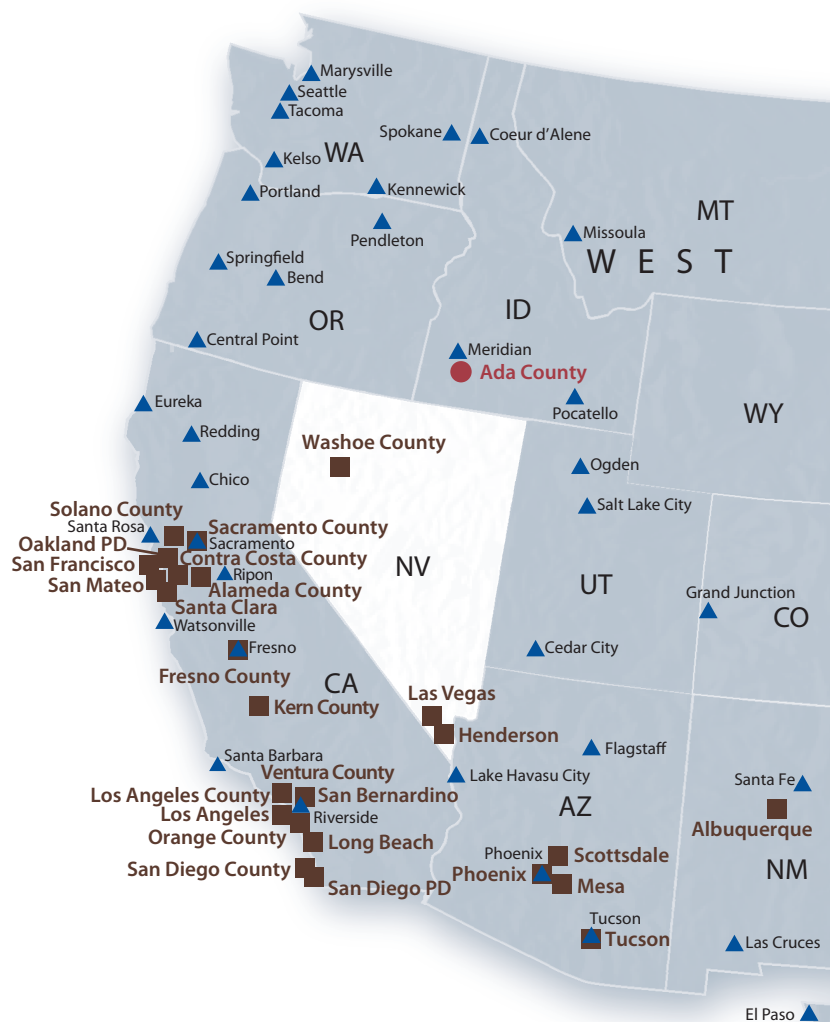 Marysville
Seattle
Tacoma
Spokane
Coeur d’Alene
WA
Kelso
Portland
Kennewick
MT
Pendleton
Missoula
Springfield
WEST
Bend
ID
OR
Central Point
Meridian
Ada County
Eureka
Pocatello
WY
Redding
Washoe County
Ogden
Chico
Salt Lake City
Solano County
Santa Rosa
Sacramento County
Oakland PD
Sacramento
San Francisco
Contra Costa County
NV
Ripon
San Mateo
Alameda County
UT
Grand Junction
Santa Clara
CO
Watsonville
Fresno
Cedar City
Fresno County
CA
Las Vegas
Kern County
Henderson
Flagstaff
Santa Barbara
Ventura County
Lake Havasu City
Santa Fe
Los Angeles County
San Bernardino
AZ
Los Angeles
Riverside
Albuquerque
Orange County
Long Beach
Phoenix
Scottsdale
San Diego County
Phoenix
NM
San Diego PD
Mesa
Tucson
Tucson
Las Cruces
El Paso